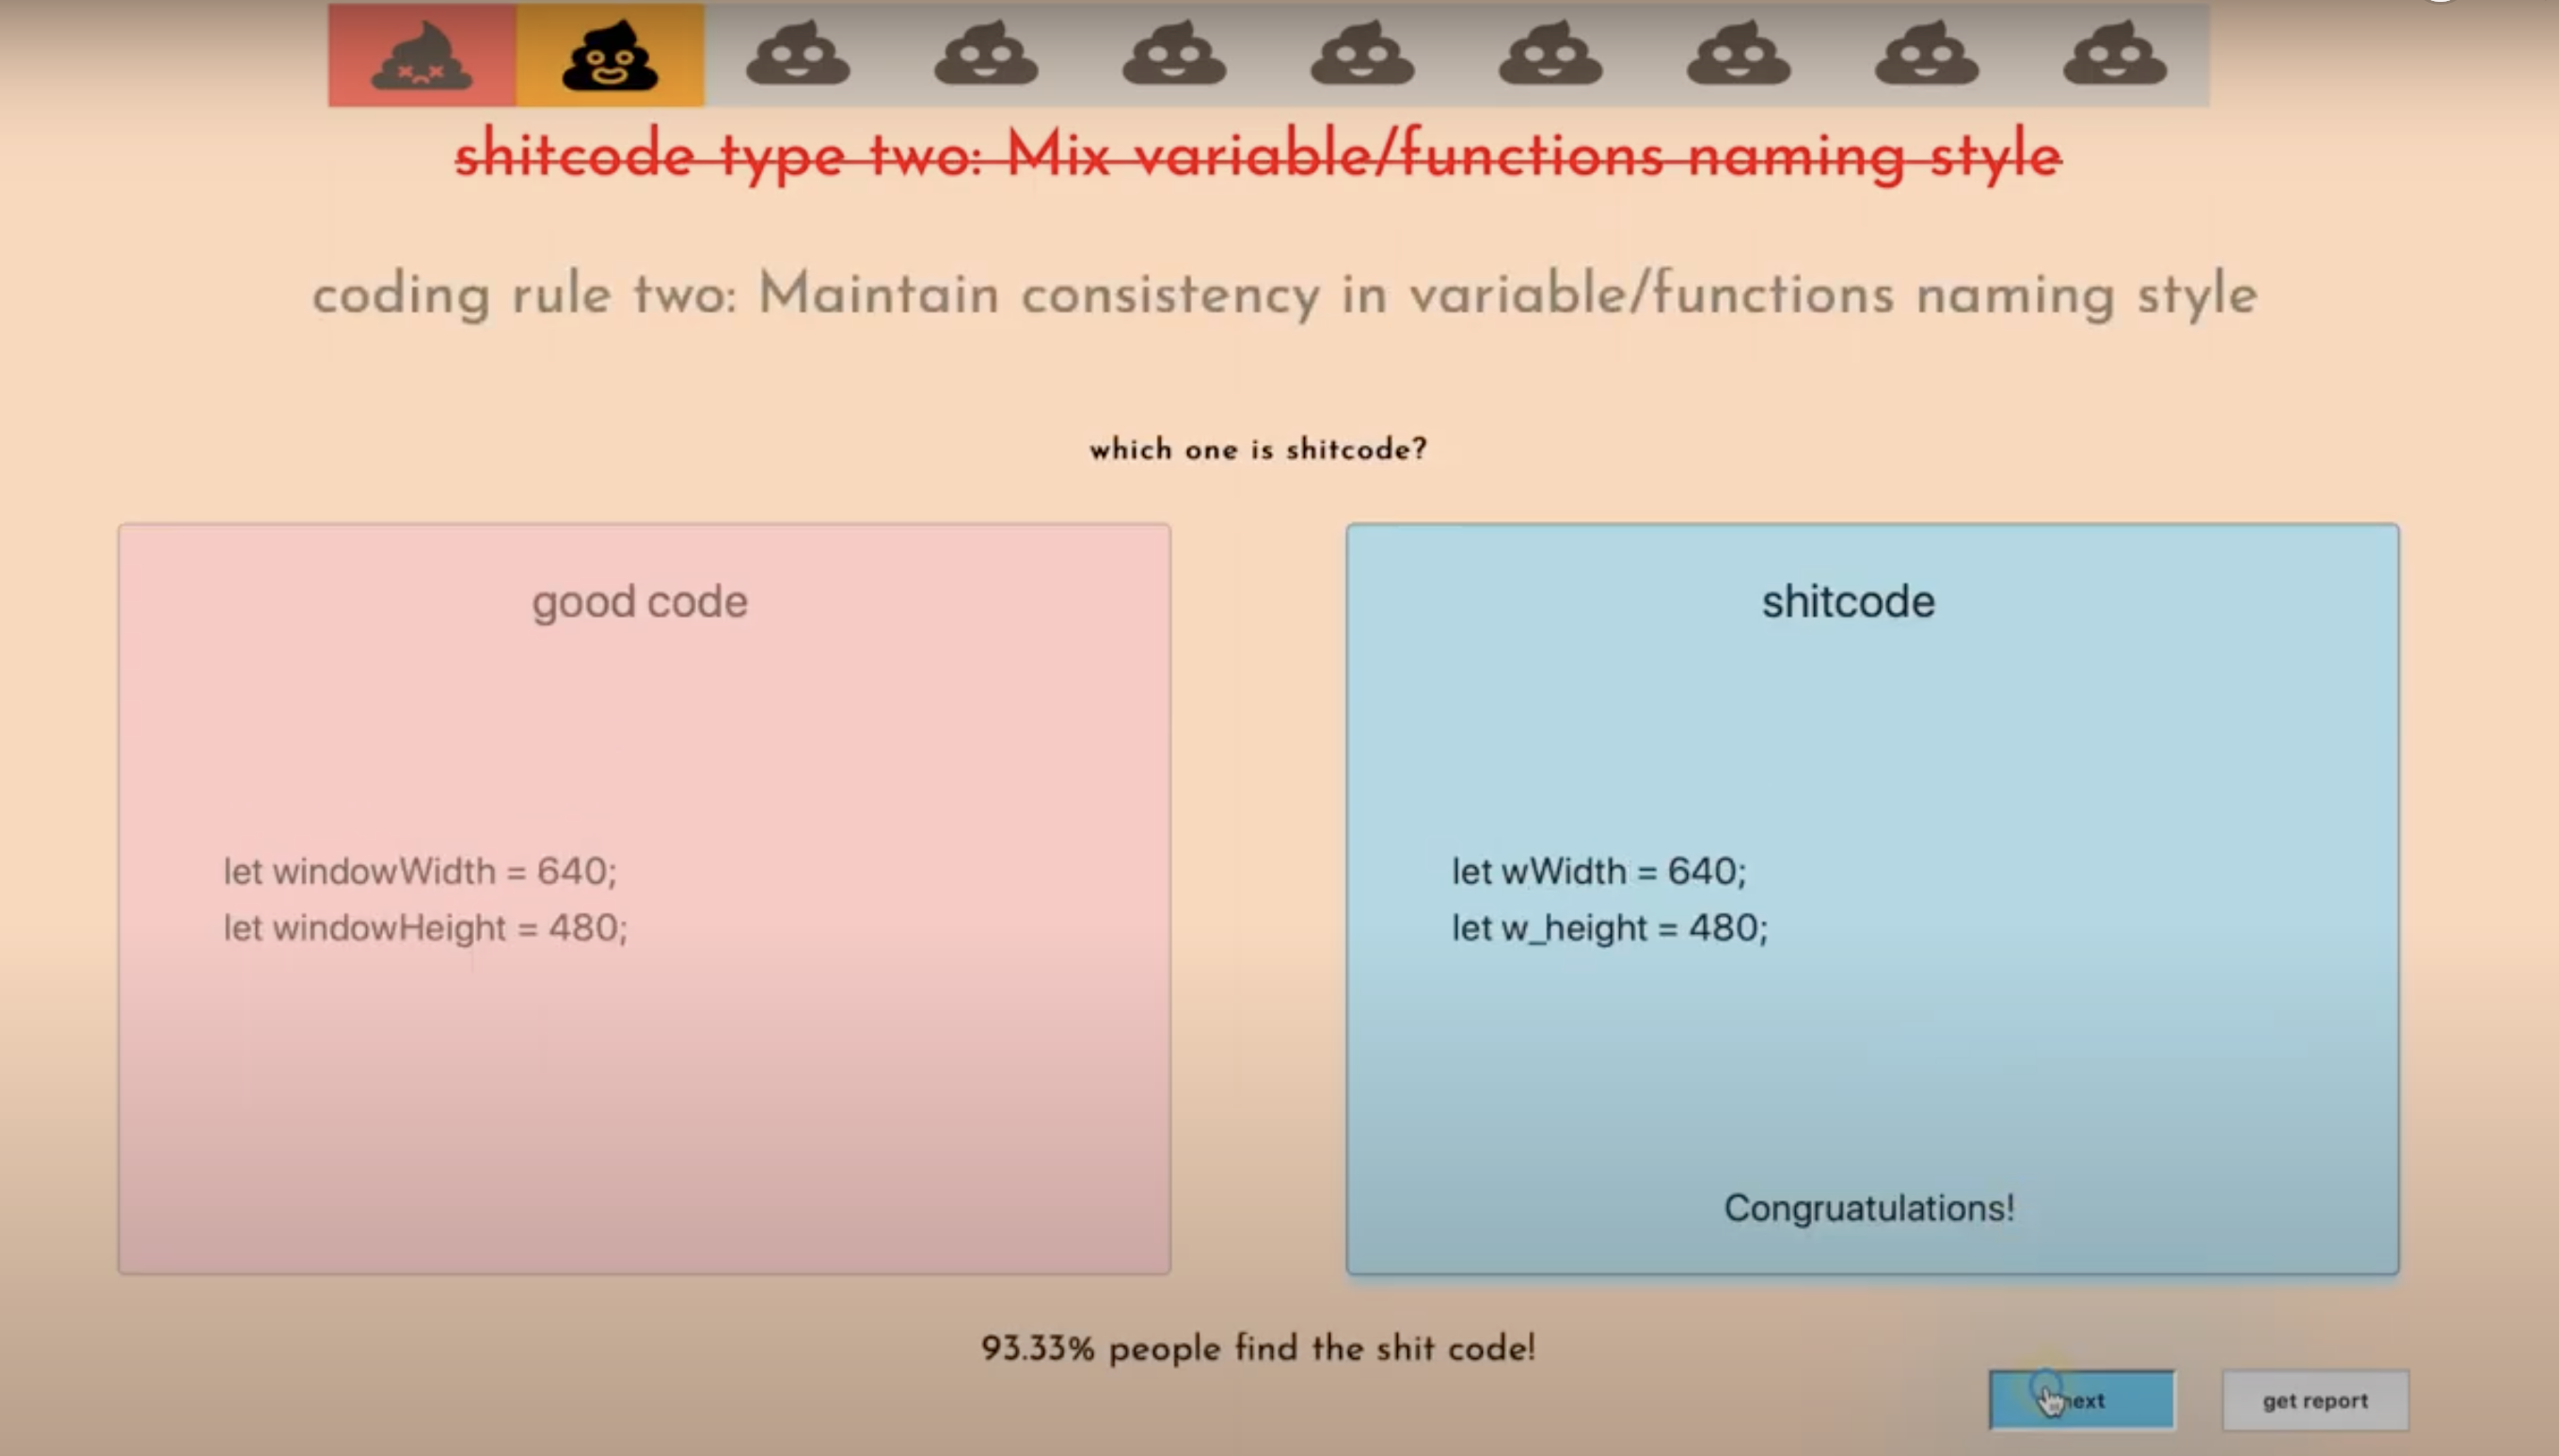 shitcode type two: Mix variable/functions naming style
coding rule two: Maintain consistency in variable/functions naming style
which one is shitcode?
good code
let windowWidth = 640;
let windowHeight = 480;
shitcode
let wWidth = 640;
let w_height = 480;
Congruatulations!
93.33% people find the shit code!
next
get report